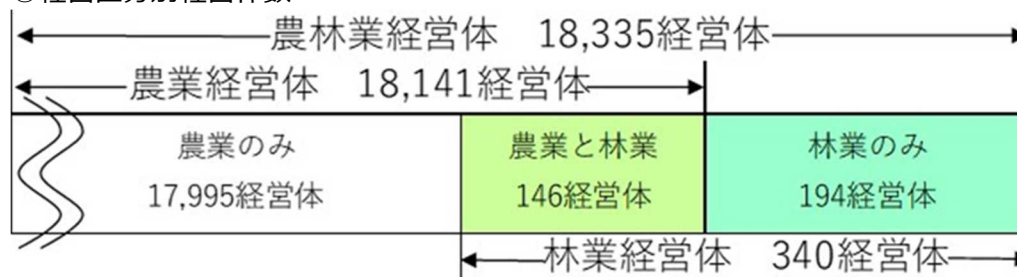 農林業経営体　18,335経営体
農業経営体　18,141経営体
農業のみ
17,995経営体
農業と林業
146経営体
林業のみ
194経営体
林業経営体　340経営体